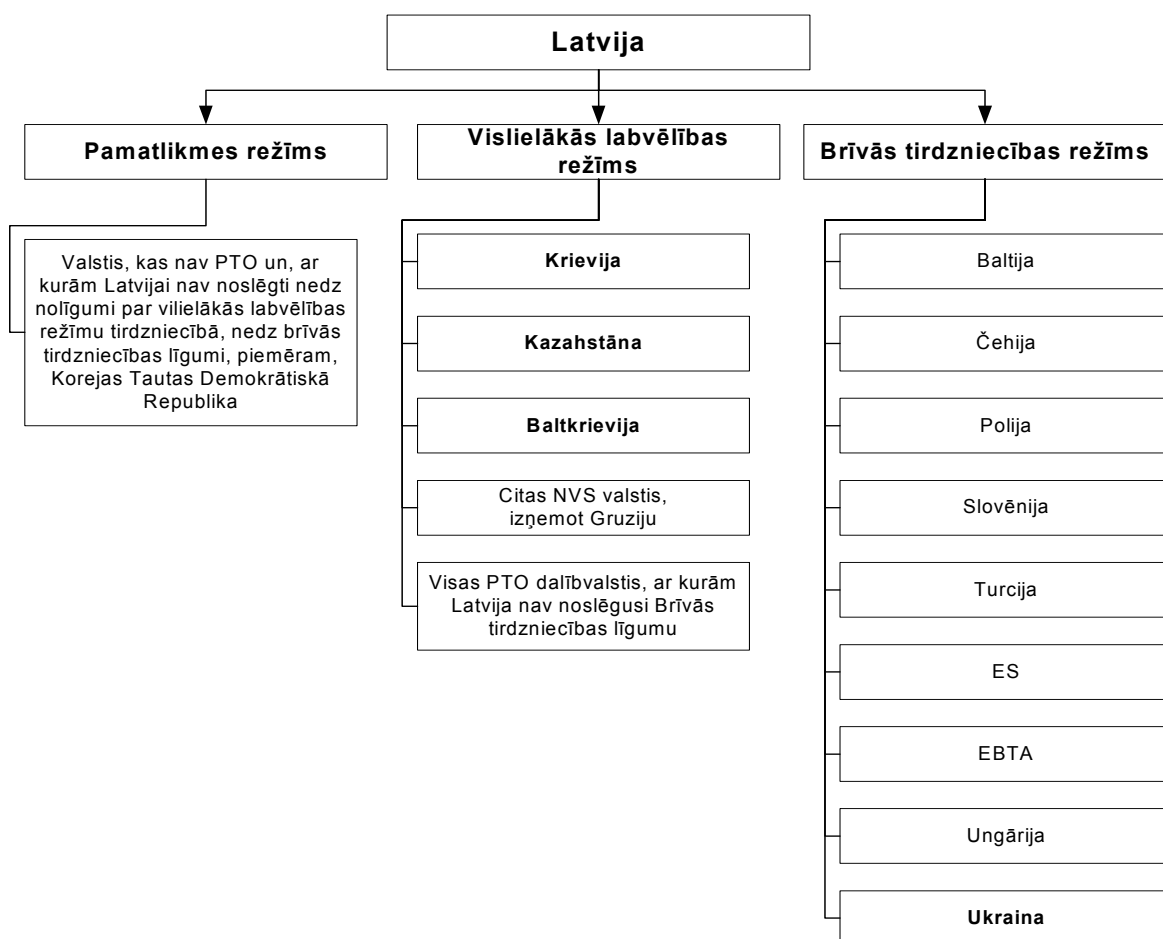 Latvija
Pamatlikmes režīms
Vislielākās labvēlības
režīms
Brīvās tirdzniecības režīms
Valstis, kas nav PTO un, ar
kurām Latvijai nav noslēgti nedz
nolīgumi par vilielākās labvēlības
režīmu tirdzniecībā, nedz brīvās
tirdzniecības līgumi, piemēram,
Korejas Tautas Demokrātiskā
Republika
Krievija
Kazahstāna
Baltkrievija
Citas NVS valstis,
izņemot Gruziju
Visas PTO dalībvalstis, ar kurām
Latvija nav noslēgusi Brīvās
tirdzniecības līgumu
Baltija
Čehija
Polija
Slovēnija
Turcija
ES
EBTA
Ungārija
Ukraina